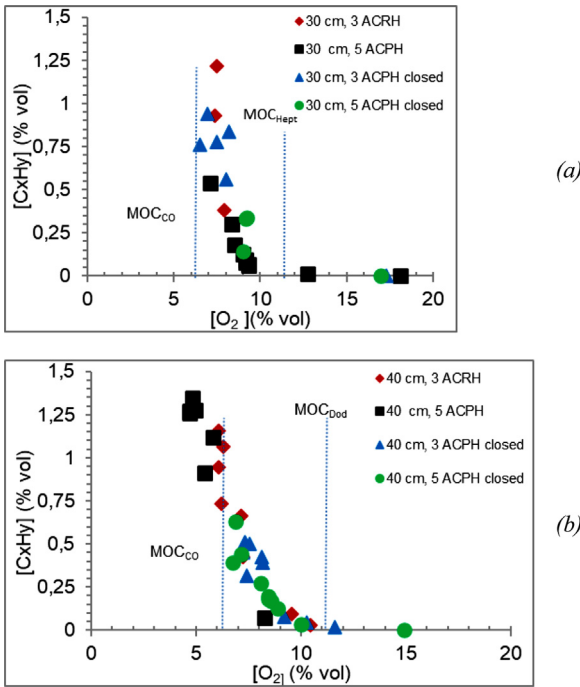 1,5
1,25
1
0,75
0,5
0,25
0
[CxHy] (% vol)
30 cm, 3 ACRH
30 cm, 5 ACPH
30 cm, 3 ACPH closed
30 cm, 5 ACPH closed
MOCHept
MOCCO
0 5 10 15 20
[O2 ](% vol)
(a)
1,5
1,25
1
0,75
0,5
0,25
0
[CxHy] (% vol)
40 cm, 3 ACRH
40 cm, 5 ACPH
40 cm, 3 ACPH closed
40 cm, 5 ACPH closed
MOCDod
MOCCO
0 5 10 15 20
[O2] (% vol)
(b)